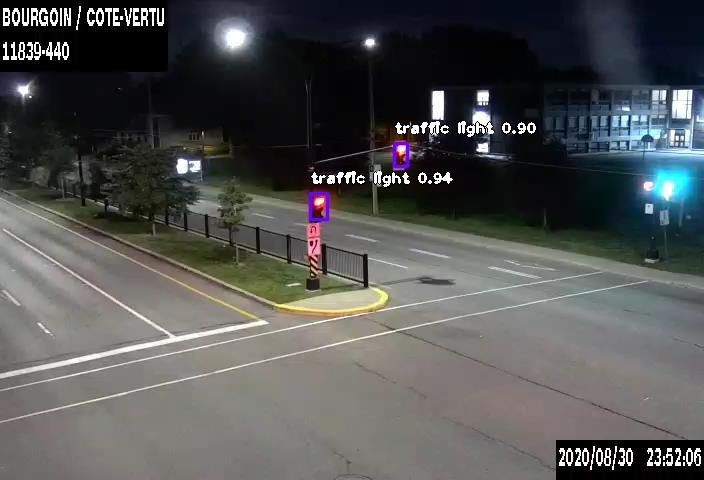 BOURGOIN / COTE-VERTU
11839-440
traffic light 0.90
traffic light 0.94
2020/08/30 23:52:06